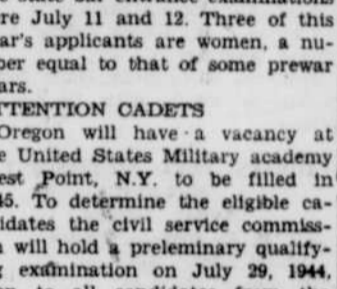 re July 11 and 12. Three of this
ar's applicants are women, a nu-
ber equal to that of some prewar
ars.
TTENTION CADETS
Oregon will have a vacancy at
e United States Military academy
est Point, N.Y. to be filled in
45. To determine the eligible ca-
idates the civil service commiss-
n will hold a preleminary qualify-
g examination on July 29, 1944,